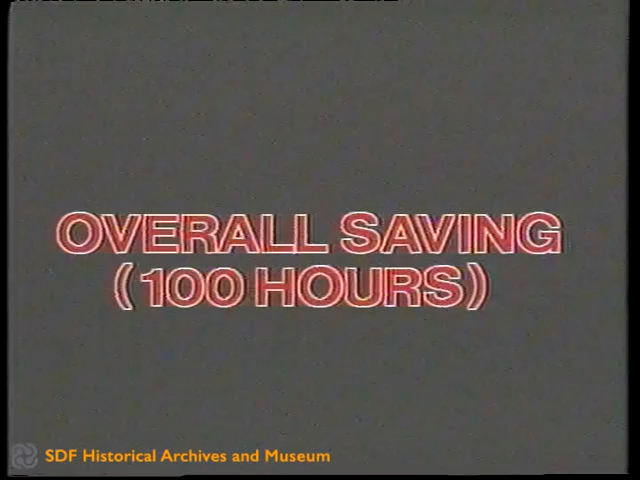 OVERALL SAVING
(100 HOURS)
SDF Historical Archives and Museum